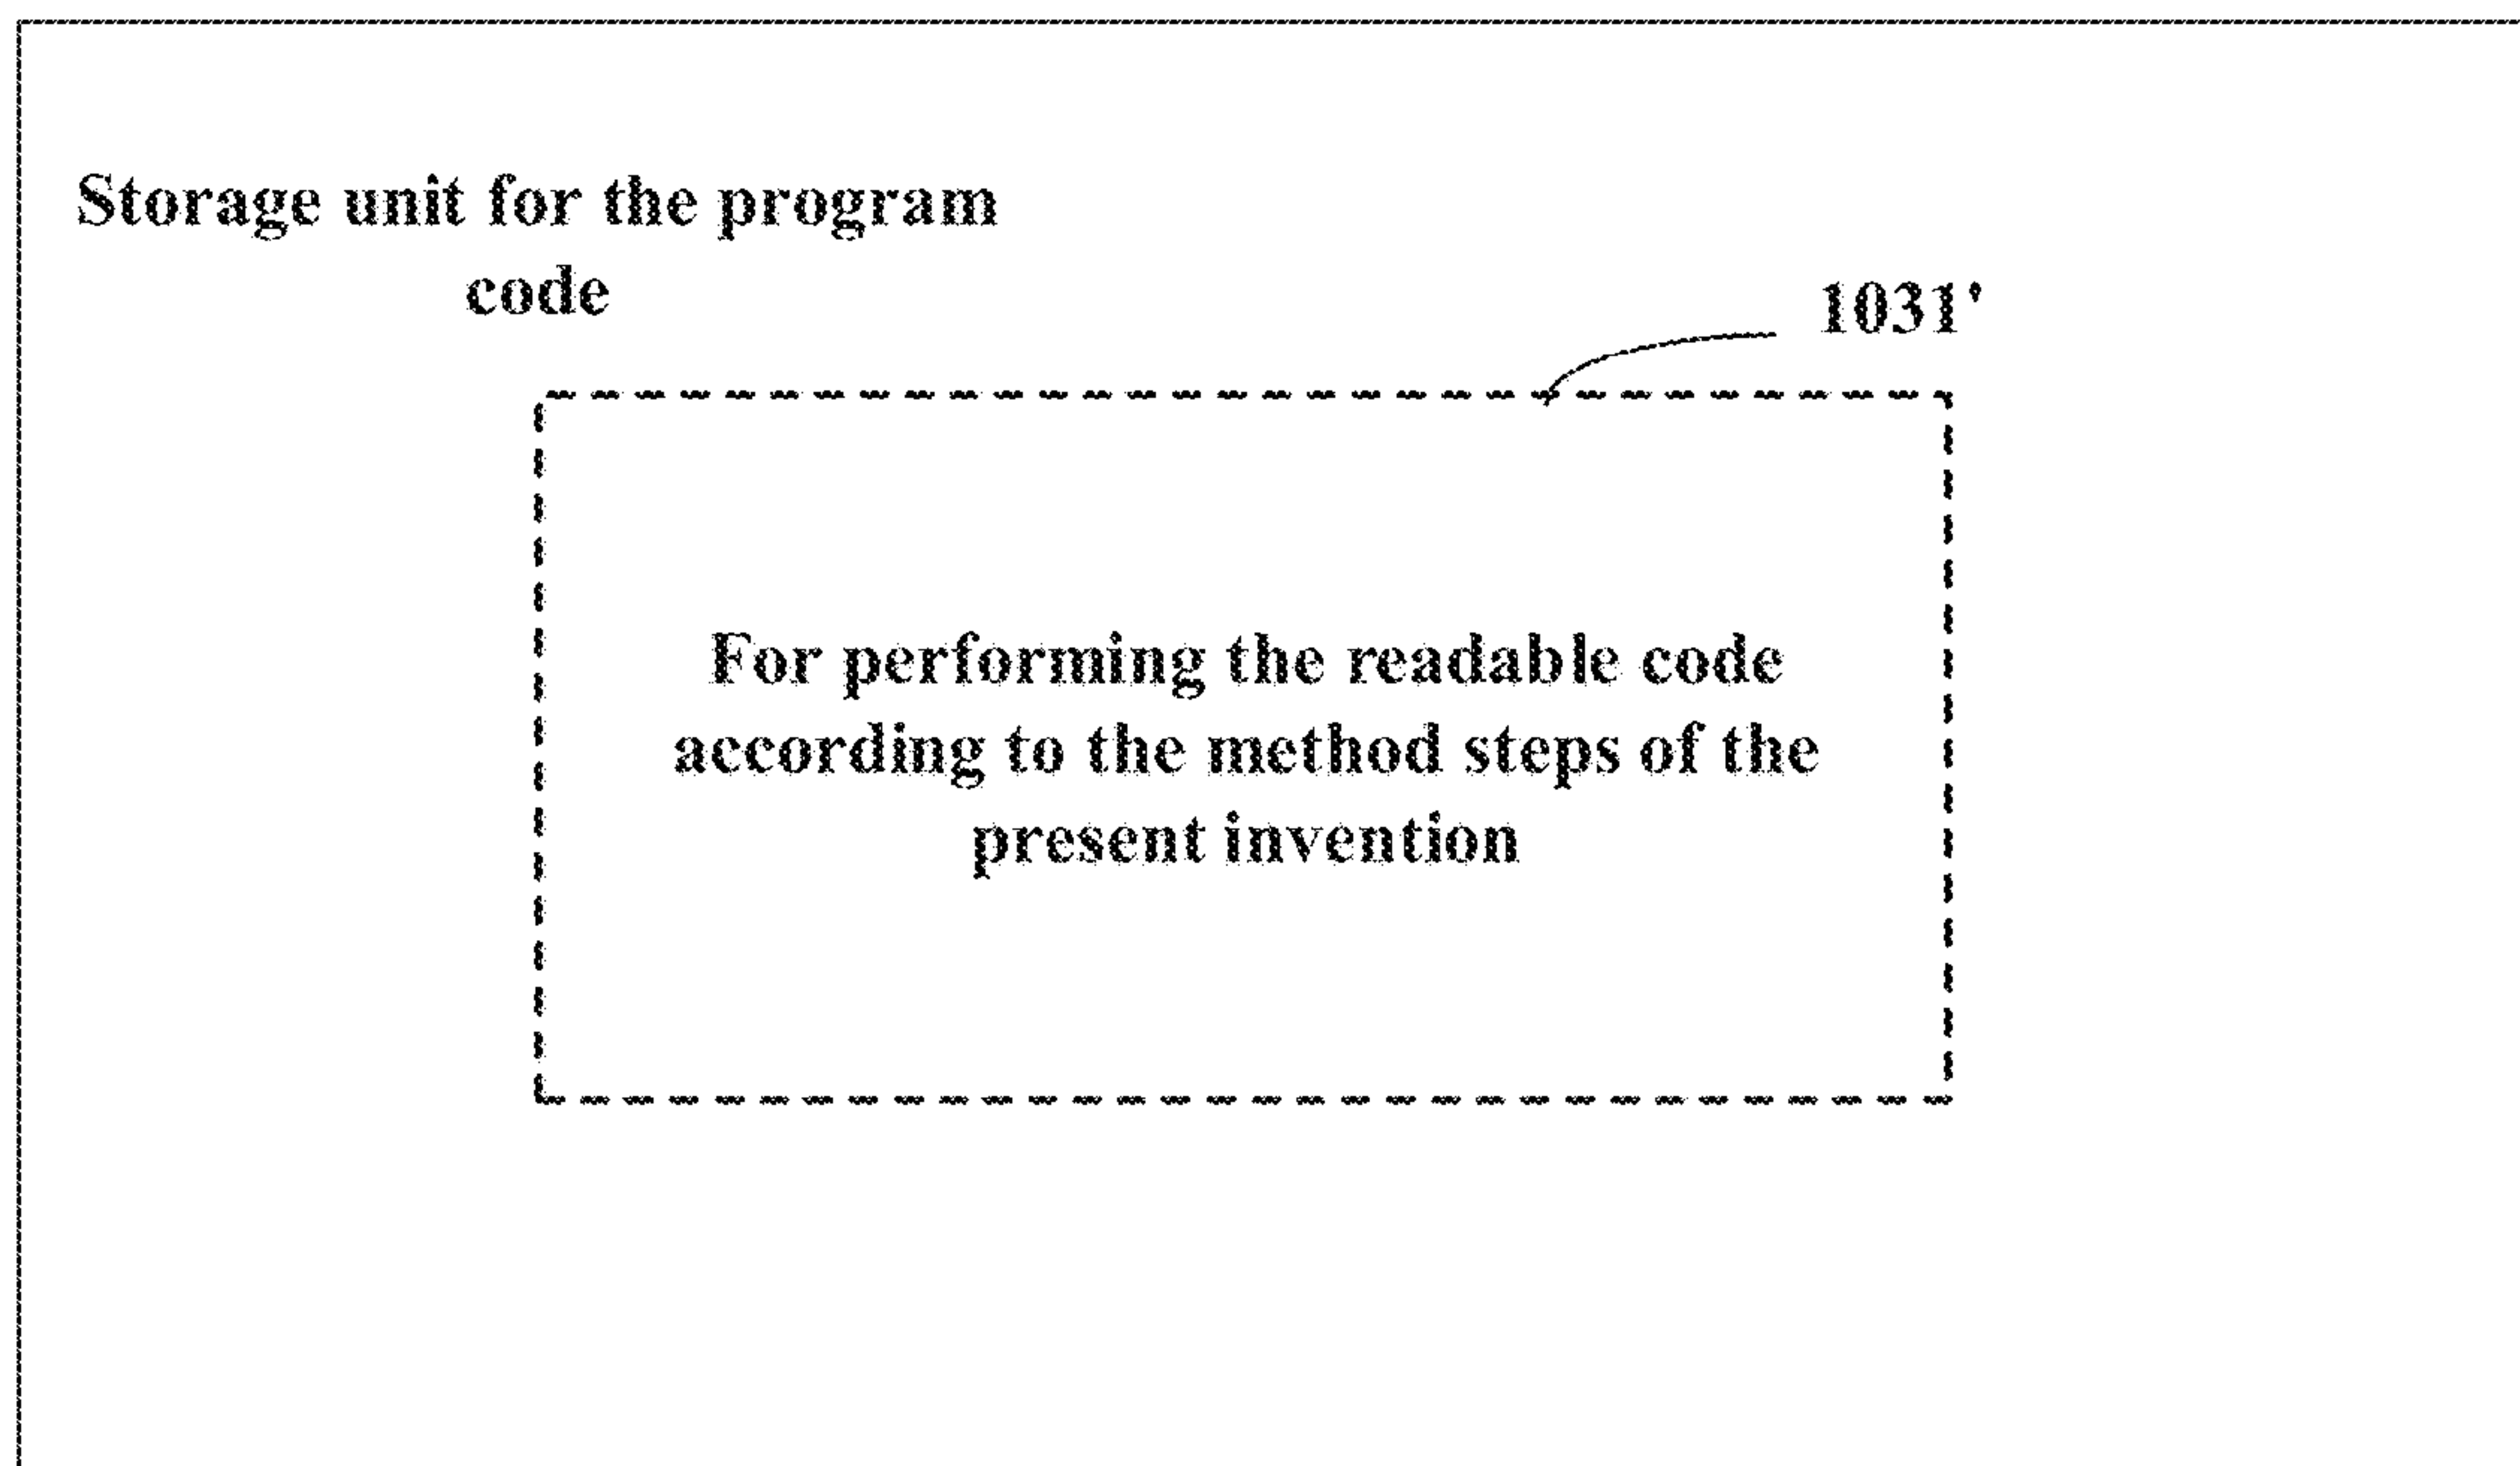 Storage unit for the program
code
1031'
For performing the readable code
according to the method steps of the
present invention